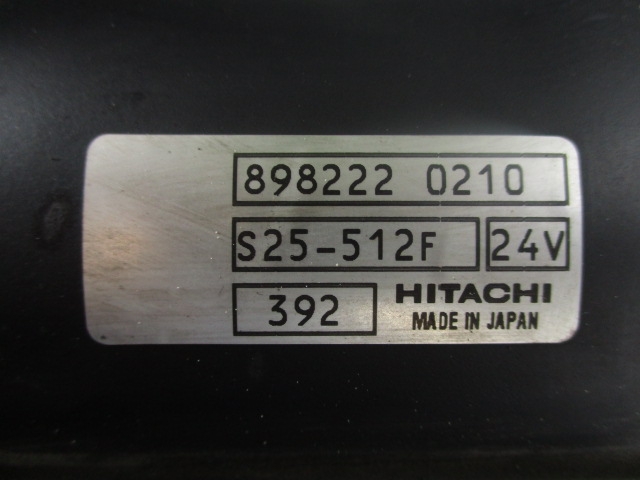 898222 0210
S25-512F 24V
392 HITACHI
MADE IN JAPAN